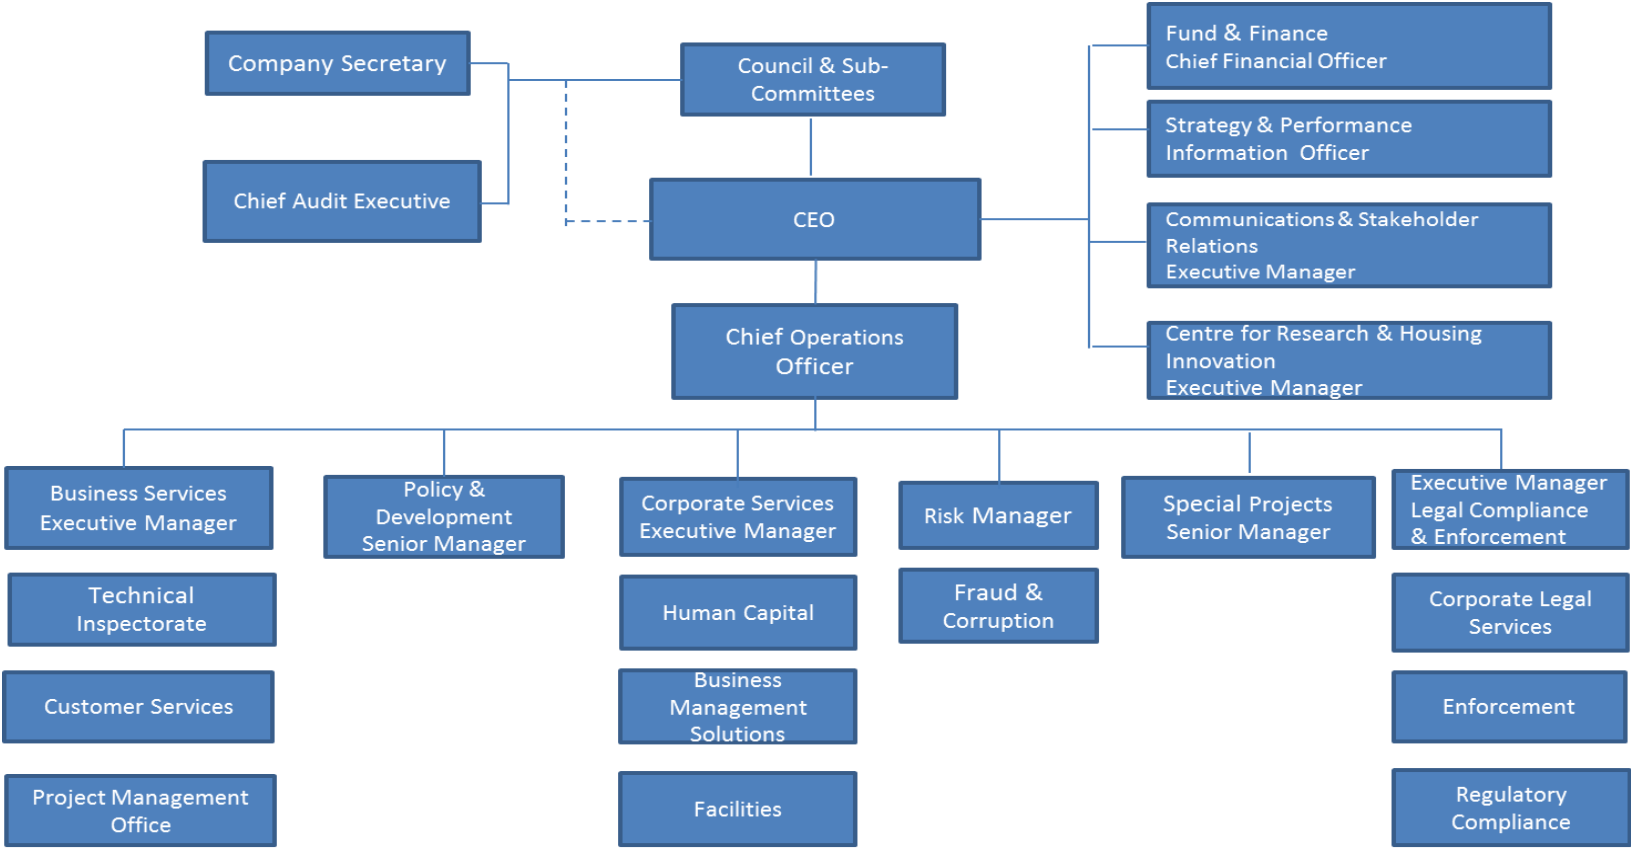 Company Secretary
Council & Sub-
Committees
Fund & Finance
Chief Financial Officer
Strategy & Performance
Information Officer
Chief Audit Executive
CEO
Communications & Stakeholder
Relations
Executive Manager
Chief Operations
Officer
Centre for Research & Housing
Innovation
Executive Manager
Business Services
Executive Manager
Policy &
Development
Senior Manager
Corporate Services
Executive Manager
Risk Manager
Special Projects
Senior Manager
Executive Manager
Legal Compliance
& Enforcement
Technical
Inspectorate
Human Capital
Fraud &
Corruption
Corporate Legal
Services
Customer Services
Business
Management
Solutions
Enforcement
Project Management
Office
Facilities
Regulatory
Compliance